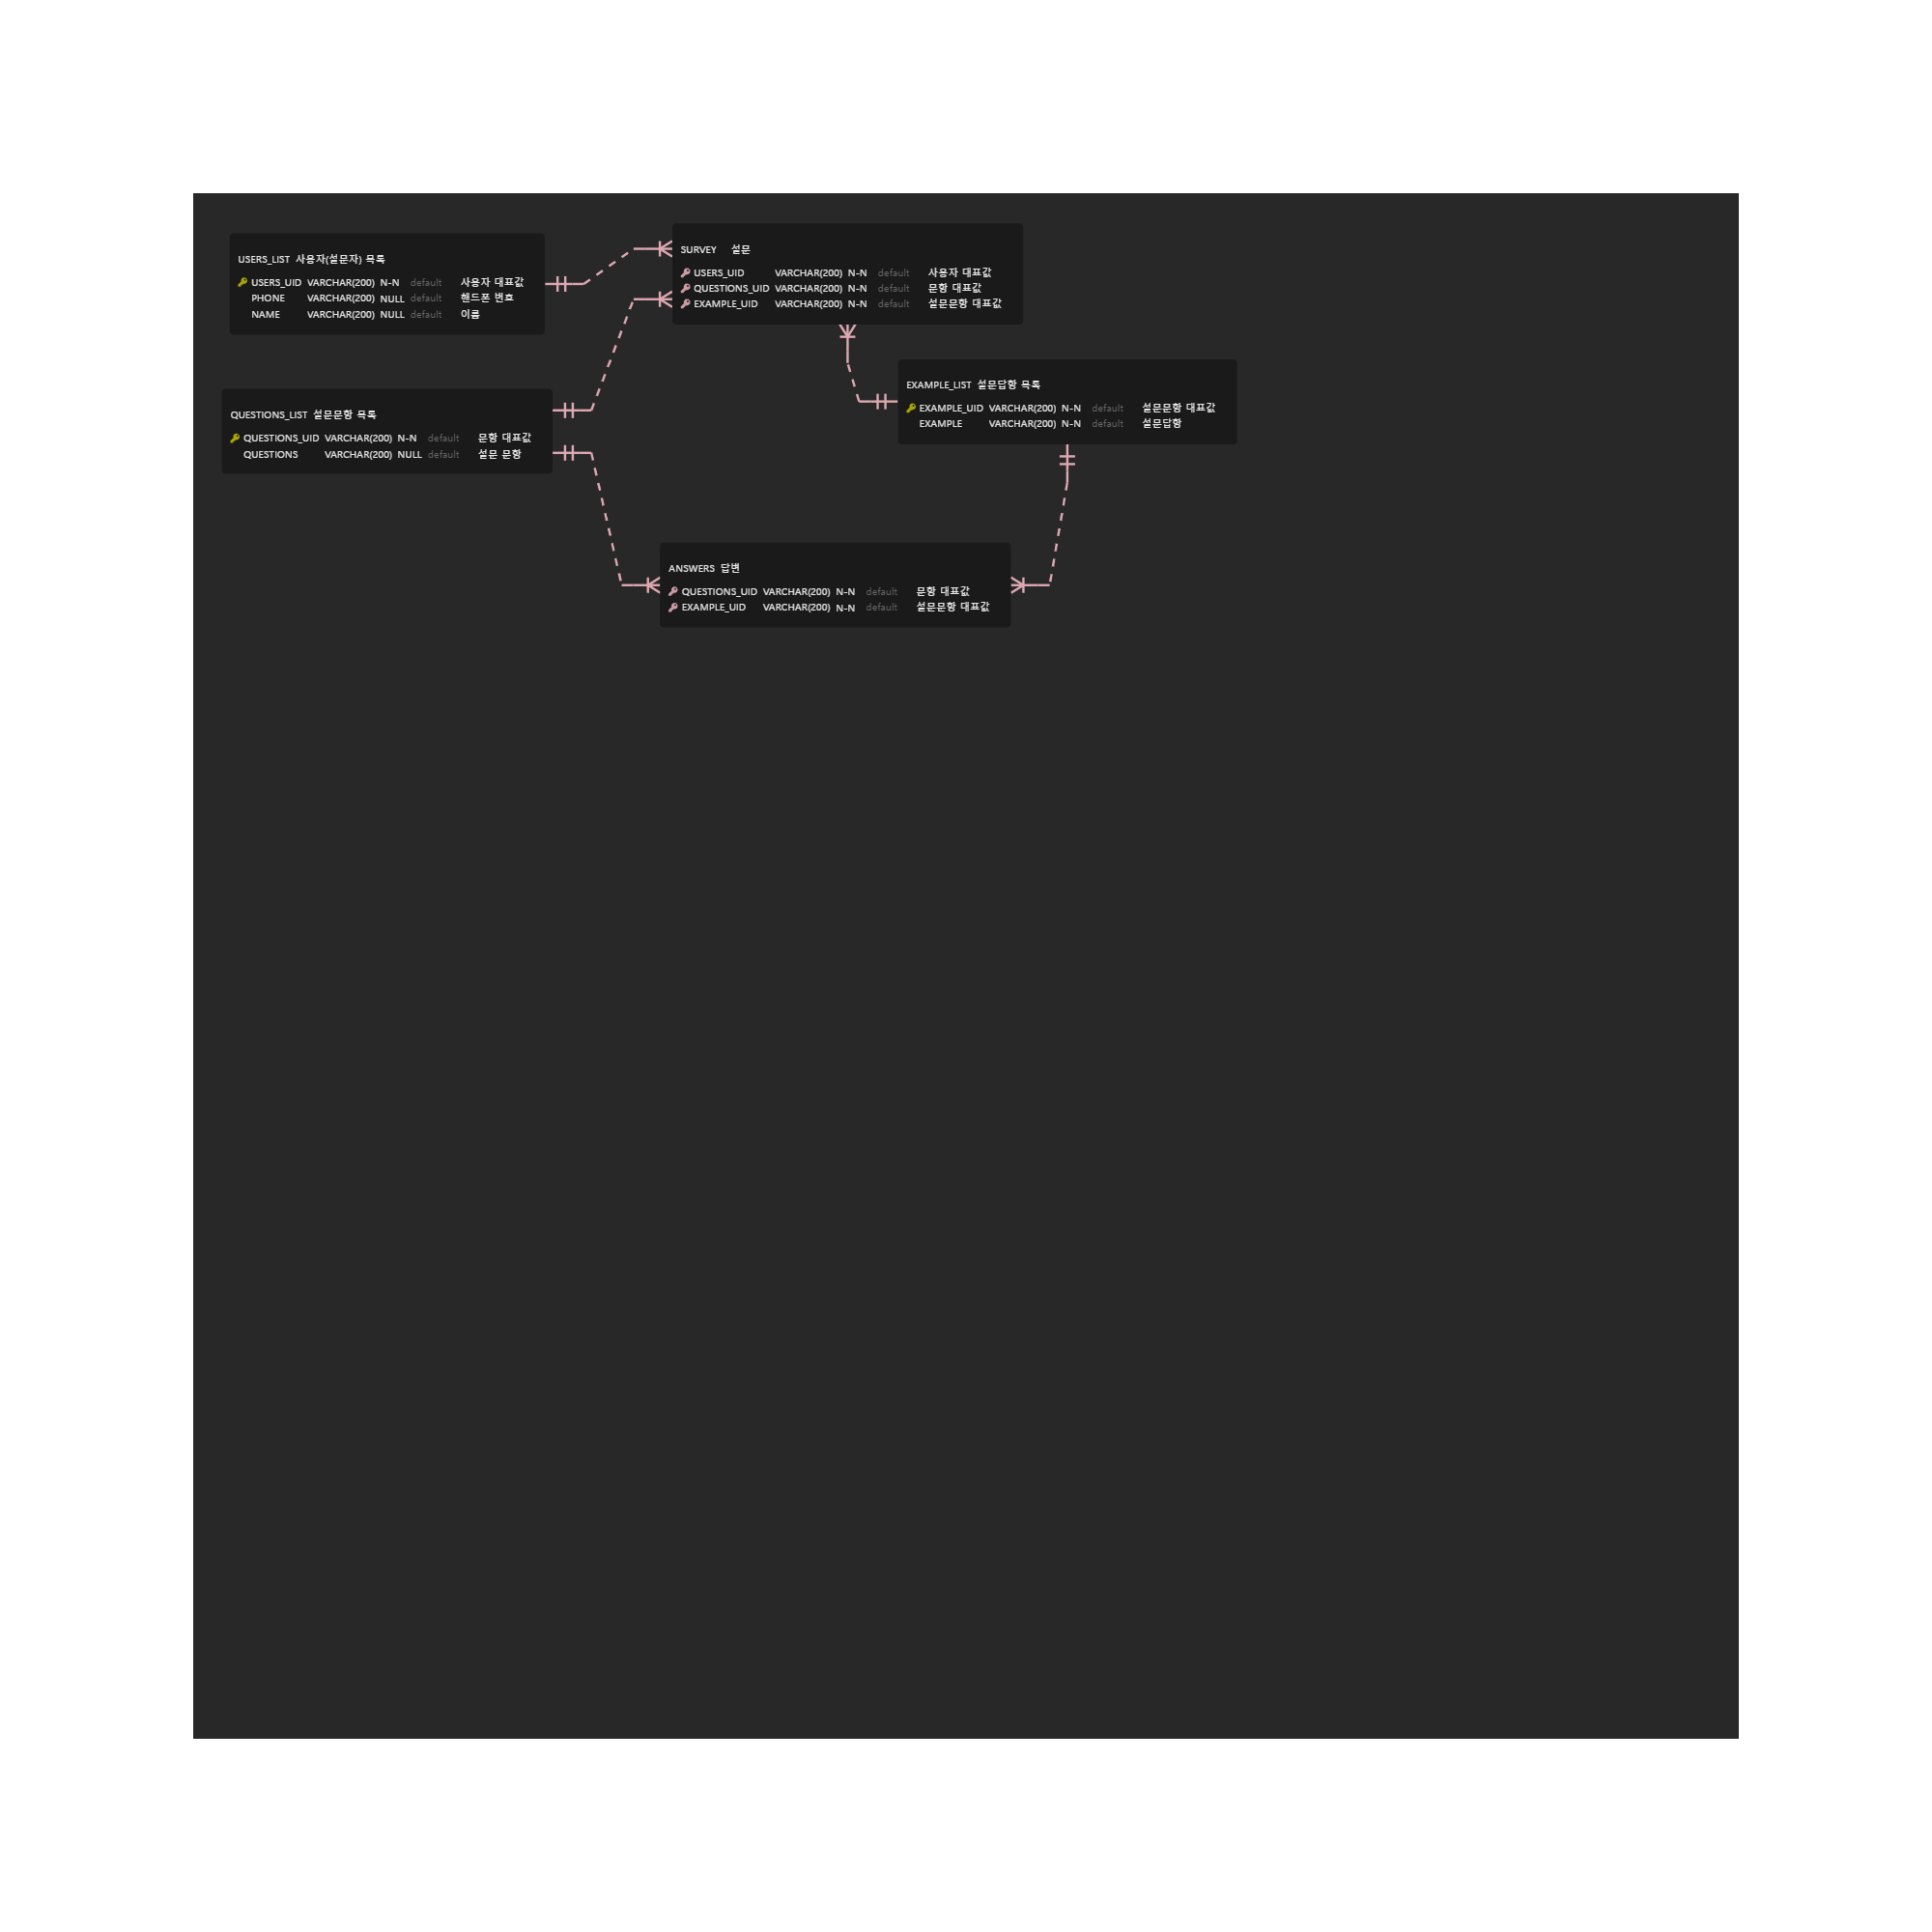 USERS_LIST 사용자(설문자) 목록
USERS_UID VARCHAR(200) N-N default 사용자 대표값
PHONE VARCHAR(200) NULL default 핸드폰 번호
NAME VARCHAR(200) NULL default 이름
SURVEY 설문
USERS_UID VARCHAR(200) N-N default 사용자 대표값
QUESTIONS_UID VARCHAR(200) N-N default 문항 대표값
EXAMPLE_UID VARCHAR(200) N-N default 설문문항 대표값
QUESTIONS_LIST 설문문항 목록
QUESTIONS_UID VARCHAR(200) N-N default 문항 대표값
QUESTIONS VARCHAR(200) NULL default 설문 문항
EXAMPLE_LIST 설문답항 목록
EXAMPLE_UID VARCHAR(200) N-N default 설문문항 대표값
EXAMPLE VARCHAR(200) N-N default 설문답항
ANSWERS 답변
QUESTIONS_UID VARCHAR(200) N-N default 문항 대표값
EXAMPLE_UID VARCHAR(200) N-N default 설문문항 대표값